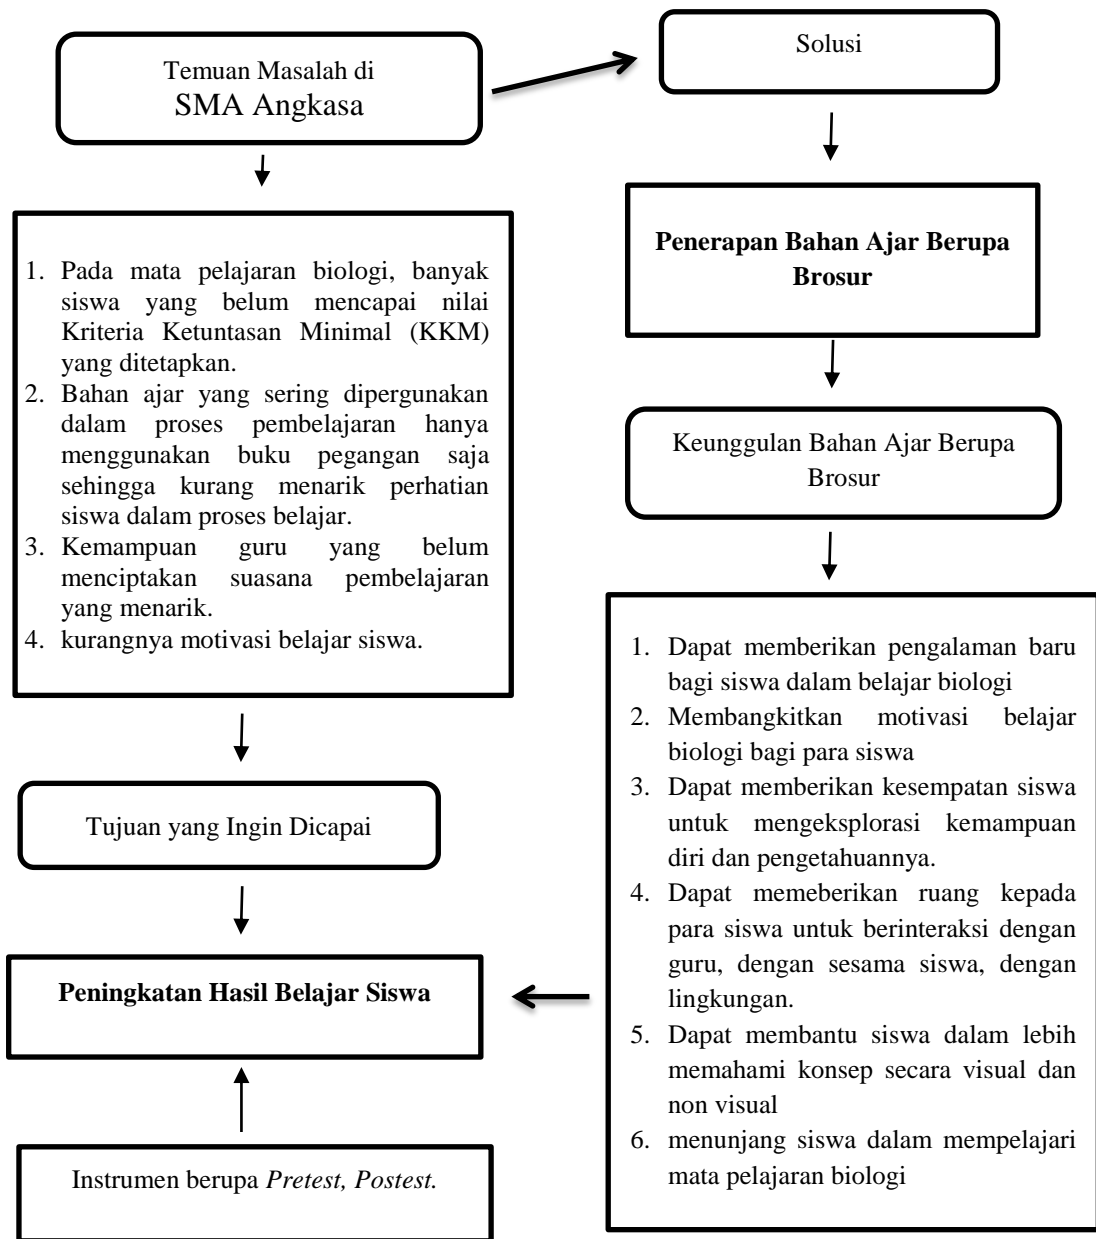 Temuan Masalah di
SMA Angkasa
Solusi
1. Pada mata pelajaran biologi, banyak
siswa yang belum mencapai nilai
Kriteria Ketuntasan Minimal (KKM)
yang ditetapkan.
2. Bahan ajar yang sering dipergunakan
dalam proses pembelajaran hanya
menggunakan buku pegangan saja
sehingga kurang menarik perhatian
siswa dalam proses belajar.
3. Kemampuan guru yang belum
menciptakan suasana pembelajaran
yang menarik.
4. kurangnya motivasi belajar siswa.
Penerapan Bahan Ajar Berupa
Brosur
Keunggulan Bahan Ajar Berupa
Brosur
1. Dapat memberikan pengalaman baru
bagi siswa dalam belajar biologi
2. Membangkitkan motivasi belajar
biologi bagi para siswa
3. Dapat memberikan kesempatan siswa
untuk mengeksplorasi kemampuan
diri dan pengetahuannya.
4. Dapat memeberikan ruang kepada
para siswa untuk berinteraksi dengan
guru, dengan sesama siswa, dengan
lingkungan.
5. Dapat membantu siswa dalam lebih
memahami konsep secara visual dan
non visual
6. menunjang siswa dalam mempelajari
mata pelajaran biologi
Tujuan yang Ingin Dicapai
Peningkatan Hasil Belajar Siswa
Instrumen berupa Pretest, Postest.